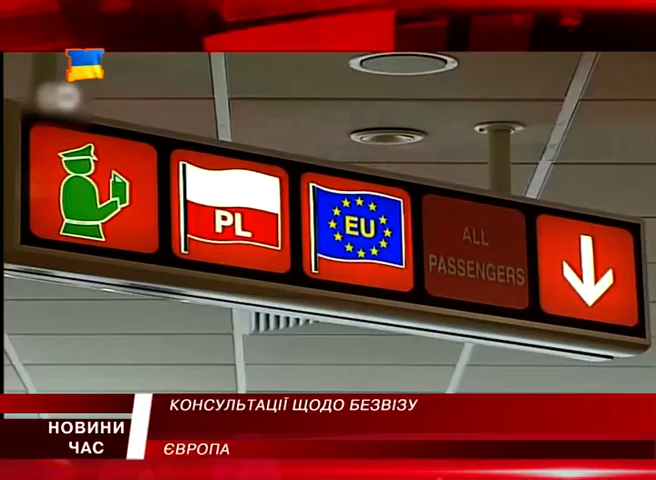 PL
EU
ALL
PASSENGERS
КОНСУЛЬТАЦІЇ ЩОДО БЕЗВІЗУ
НОВИНИ
ЧАС
ЄВРОПА